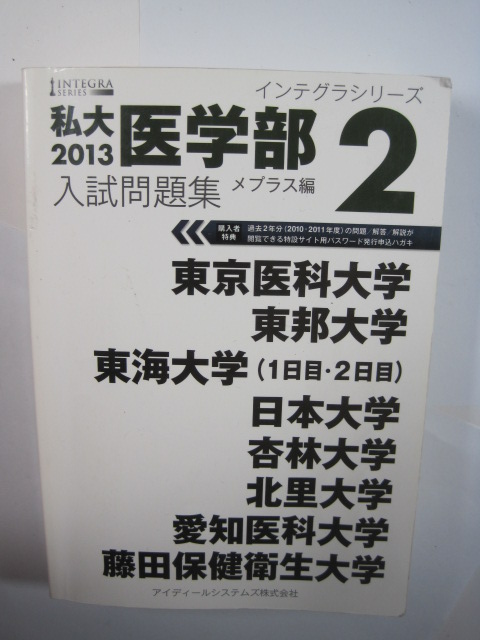 INTEGRA
SERIES
インテグラシリーズ
私大
2013
医学部
2
入試問題集
メプラス編
購入者
特典
過去2年分(2010・2011年度)の問題/解答/解説が
閲覧できる特設サイト用パスワード発行申込ハガキ
東京医科大学
東邦大学
東海大学(1日目・2日目)
日本大学
杏林大学
北里大学
愛知医科大学
藤田保健衛生大学
アイディールシステムズ株式会社